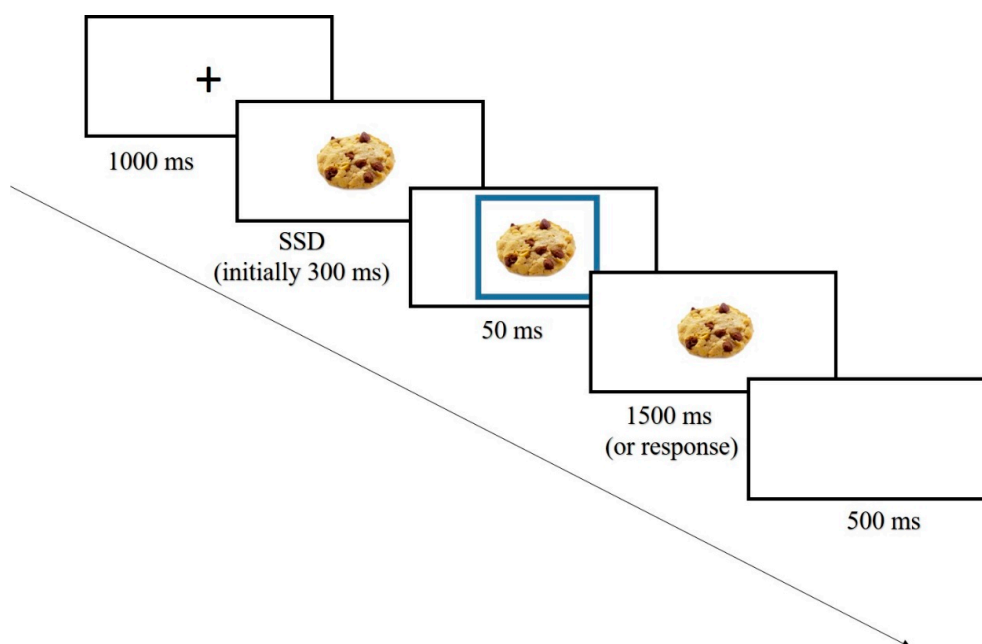 1000 ms
SSD
(initially 300 ms)
50 ms
1500 ms
(or response)
500 ms